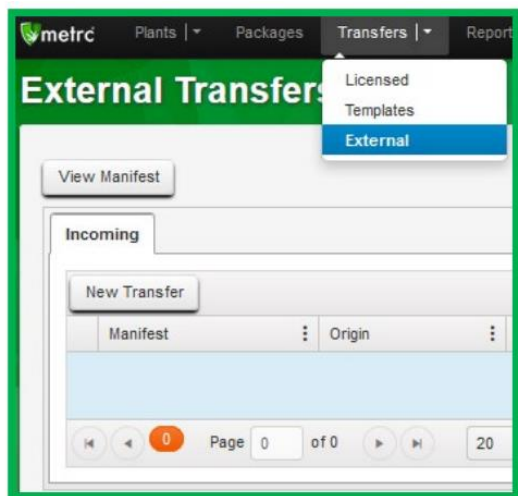 metrc Plants Packages Transfers Report
External Transfers
Licensed
Templates
External
View Manifest
Incoming
New Transfer
Manifest Origin
0 Page 0 of 0 20